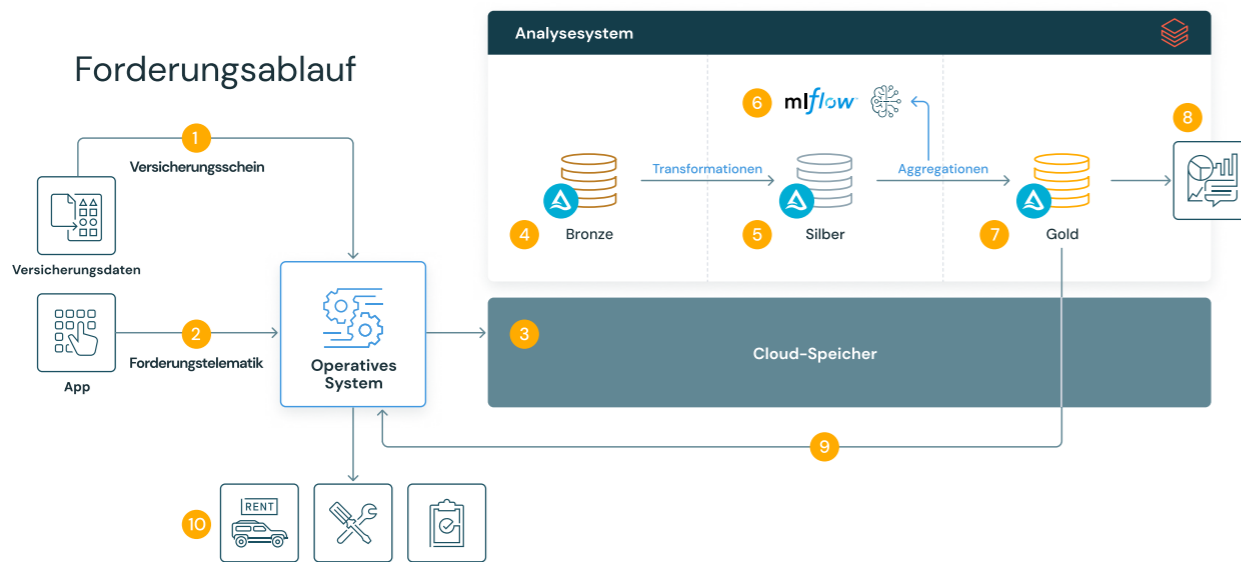 Forderungsablauf
Analysesystem
1
Versicherungsschein
Versicherungsdaten
2
Forderungstelematik
App
Operatives
System
3
Cloud-Speicher
4
Bronze
Transformationen
5
Silber
6
mlflow
Aggregationen
7
Gold
8
9
10
RENT